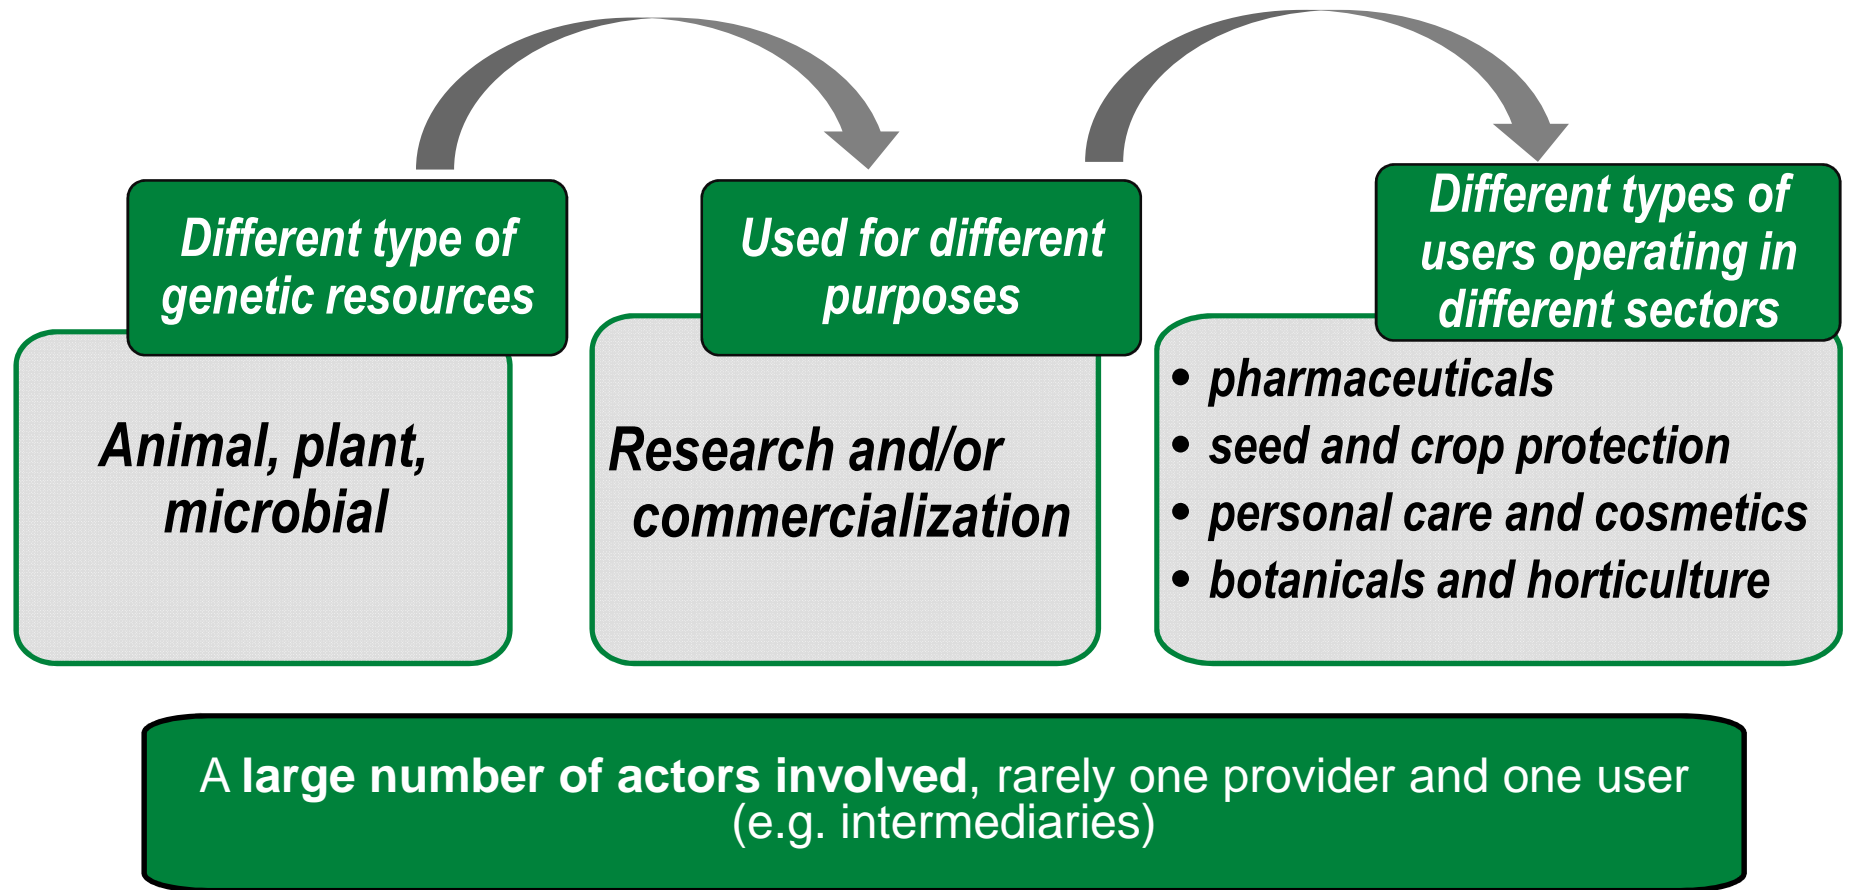 Different type of
genetic resources
Animal, plant,
microbial
Used for different
purposes
Research and/or
commercialization
Different types of
users operating in
different sectors
• pharmaceuticals
• seed and crop protection
• personal care and cosmetics
• botanicals and horticulture
A large number of actors involved, rarely one provider and one user
(e.g. intermediaries)